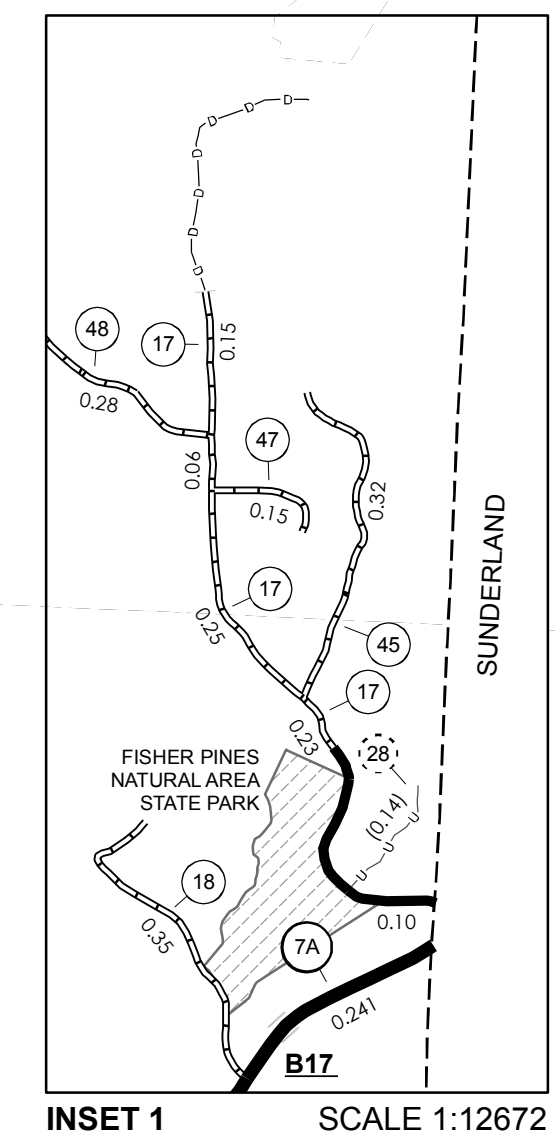 D
D
D
D
D
D
D
48
17
0.15
0.28
0.06
47
0.15
0.32
17
0.25
45
SUNDERLAND
17
0.23
28
FISHER PINES
NATURAL AREA
STATE PARK
(0.14)
U
U
U
18
0.35
0.10
7A
0.241
B17
INSET 1
SCALE 1:12672